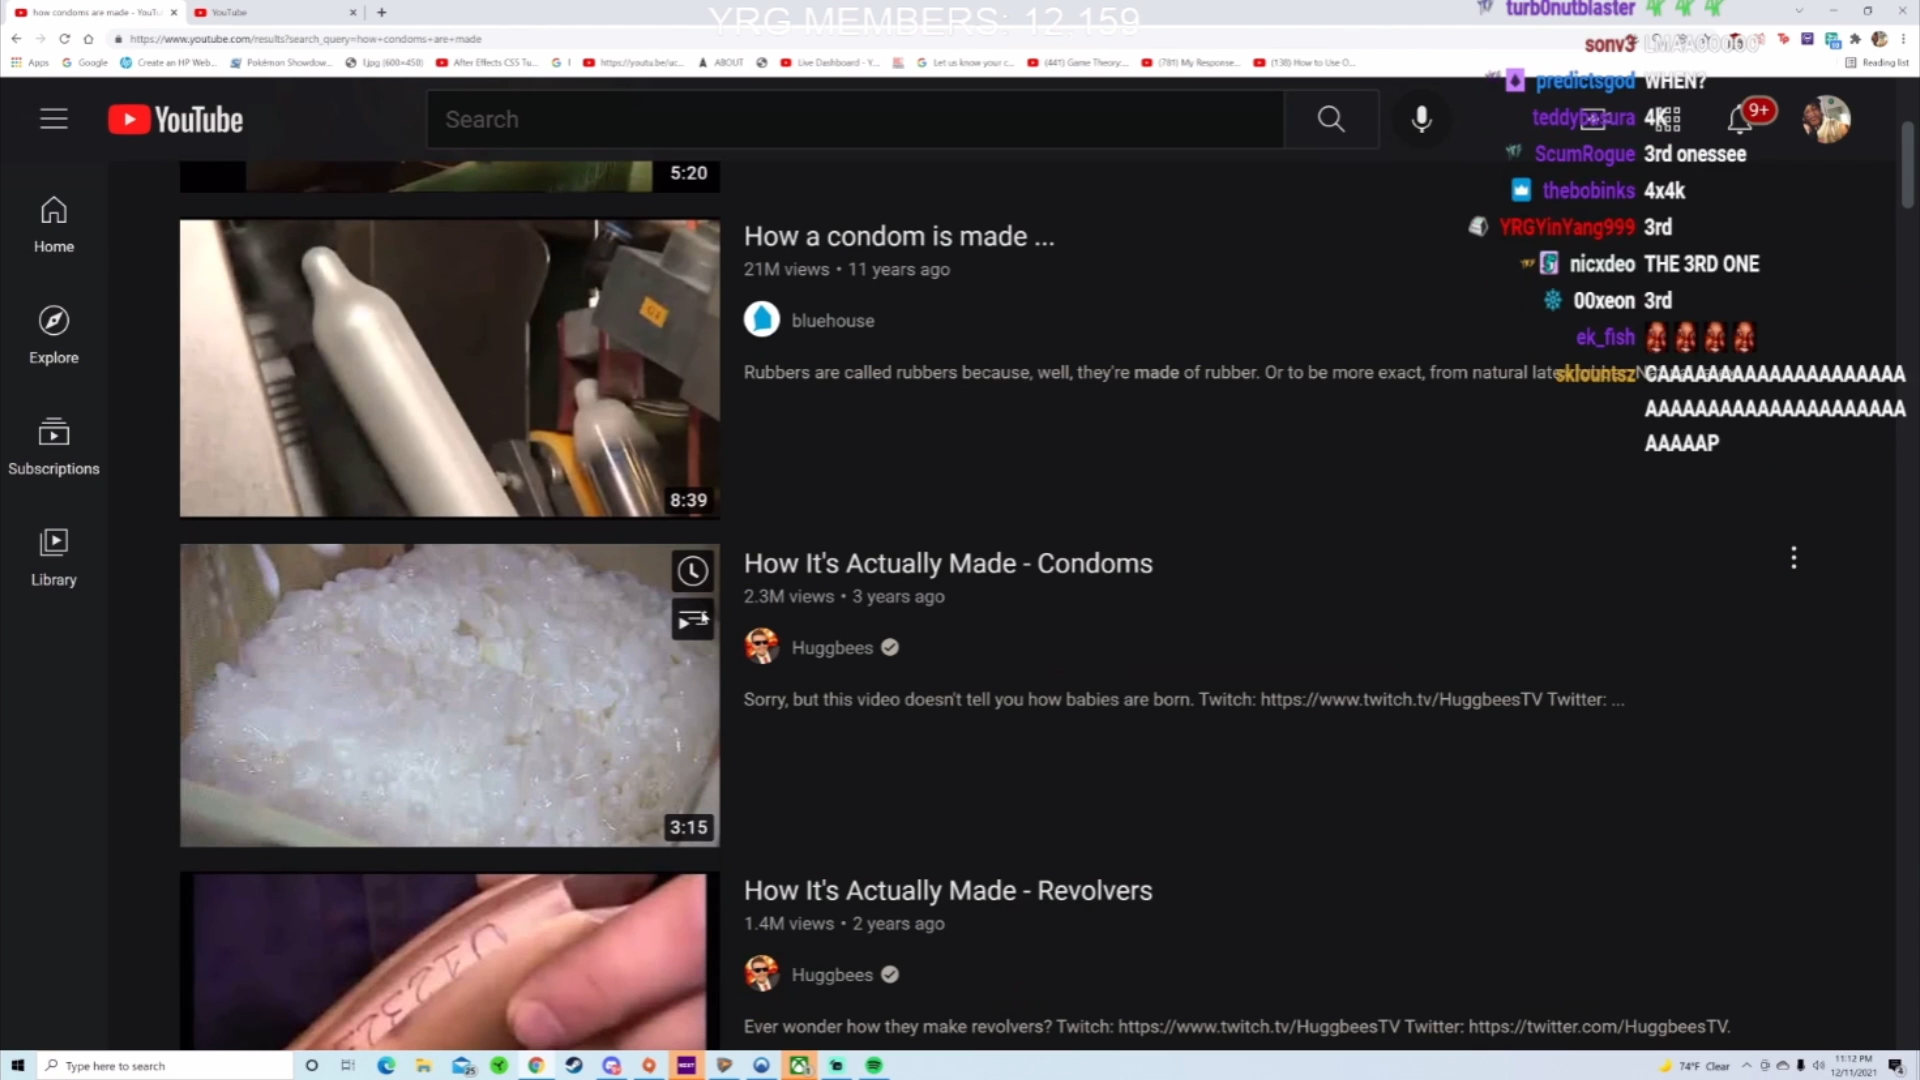 how condoms are made - YouTu
YouTube
YRG MEMBERS: 12,159
turb0nutblaster
https://www.youtube.com/results?search_query=how+condoms+are+made
sonv3 LMAAOOOOO
Apps
Google
Create an HP Web...
Pokémon Showdow...
l.jpg (600×450)
After Effects CS5 Tu...
https://youtu.be/uc...
ABOUT
Live Dashboard - Y...
Let us know your c...
(441) Game Theory:...
(781) My Response...
(138) How to Use O...
Reading list
predictsgod WHEN?
YouTube
Search
9+
4K
ScumRogue 3rd onessee
5:20
thebobinks 4x4k
Home
How a condom is made ...
YRGYinYang999 3rd
21M views • 11 years ago
nicxdeo THE 3RD ONE
bluehouse
00xeon 3rd
Explore
ek_fish
Rubbers are called rubbers because, well, they're made of rubber. Or to be more exact, from natural
sklountsz CAAAAAAAAAAAAAAAAAAAA
AAAAAAAAAAAAAAAAAAAAA
AAAAAP
Subscriptions
8:39
How It's Actually Made - Condoms
2.3M views • 3 years ago
Library
Huggbees
Sorry, but this video doesn't tell you how babies are born. Twitch: https://www.twitch.tv/HuggbeesTV Twitter: ...
3:15
How It's Actually Made - Revolvers
1.4M views • 2 years ago
Huggbees
Ever wonder how they make revolvers? Twitch: https://www.twitch.tv/HuggbeesTV Twitter: https://twitter.com/HuggbeesTV.
Type here to search
25
NEXT
74°F Clear
11:12 PM
12/11/2021